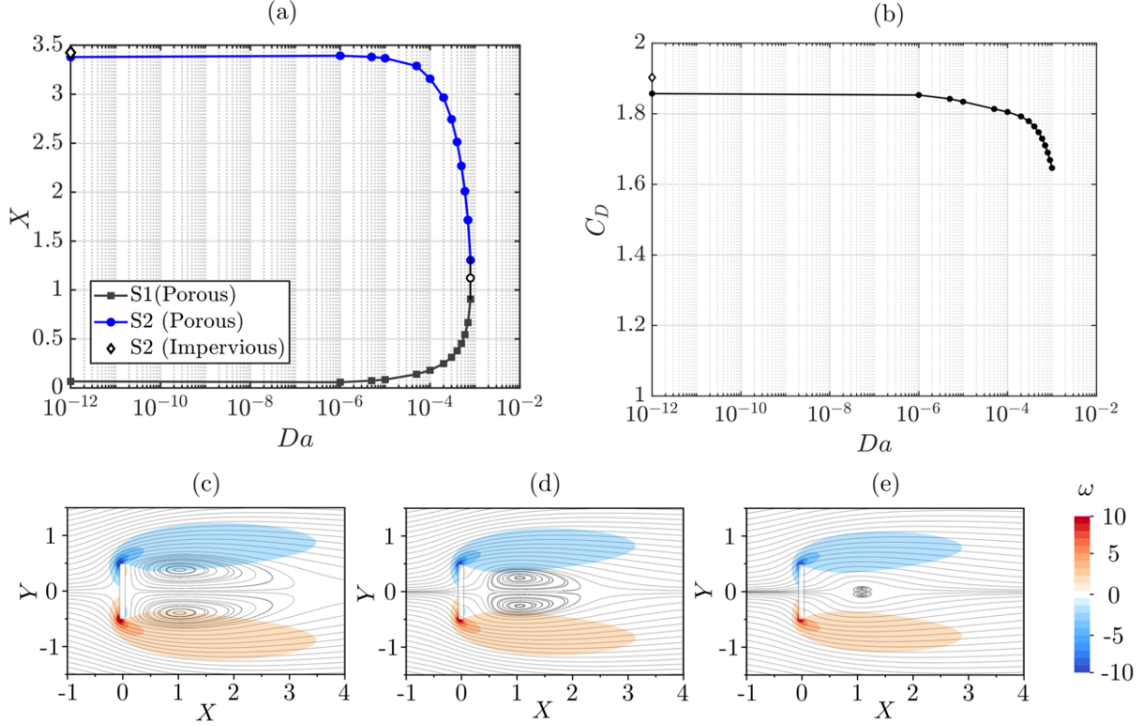 (a)
3.5
3
2.5
2
1.5
1
0.5
0
X
S1(Porous)
S2 (Porous)
S2 (Impervious)
10^-12 10^-10 10^-8 10^-6 10^-4 10^-2
Da
(b)
2
1.8
1.6
1.4
1.2
1
C_D
10^-12 10^-10 10^-8 10^-6 10^-4 10^-2
Da
(c)
1
0
-1
Y
-1 0 1 2 3 4
X
(d)
1
0
-1
Y
-1 0 1 2 3 4
X
(e)
1
0
-1
Y
-1 0 1 2 3 4
X
ω
10
5
0
-5
-10